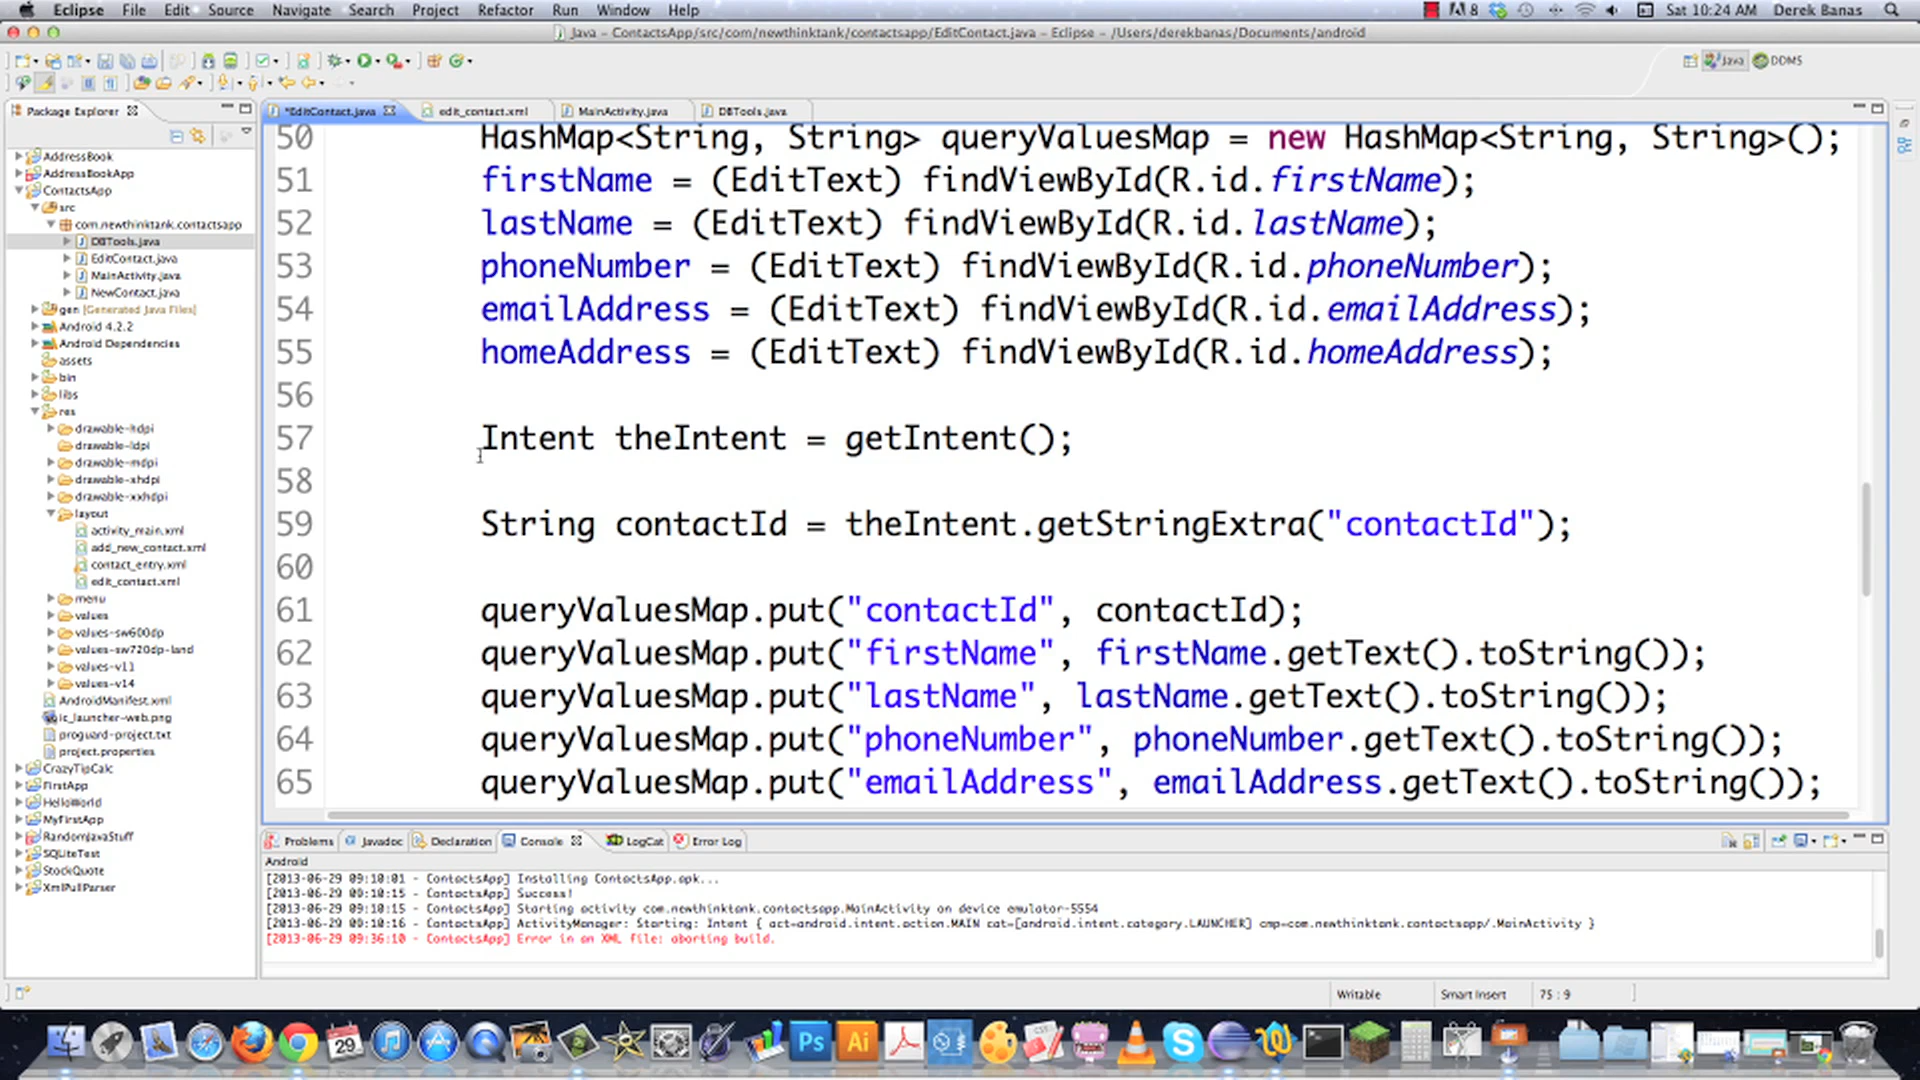 Eclipse File Edit Source Navigate Search Project Refactor Run Window Help
8 Sat 10:24 AM Derek Banas
Java – ContactsApp/src/com/newthinktank/contactsapp/EditContact.java – Eclipse – /Users/derekbanas/Documents/android
Java DDMS
Package Explorer
*EditContact.java edit_contact.xml MainActivity.java DBTools.java
AddressBook
AddressBookApp
ContactsApp
src
com.newthinktank.contactsapp
DBTools.java
EditContact.java
MainActivity.java
NewContact.java
gen [Generated Java Files]
Android 4.2.2
Android Dependencies
assets
bin
libs
res
drawable-hdpi
drawable-ldpi
drawable-mdpi
drawable-xhdpi
drawable-xxhdpi
layout
activity_main.xml
add_new_contact.xml
contact_entry.xml
edit_contact.xml
menu
values
values-sw600dp
values-sw720dp-land
values-v11
values-v14
AndroidManifest.xml
ic_launcher-web.png
proguard-project.txt
project.properties
CrazyTipCalc
FirstApp
HelloWorld
MyFirstApp
RandomJavaStuff
SQLiteTest
StockQuote
XmlPullParser
50 HashMap<String, String> queryValuesMap = new HashMap<String, String>();
51 firstName = (EditText) findViewById(R.id.firstName);
52 lastName = (EditText) findViewById(R.id.lastName);
53 phoneNumber = (EditText) findViewById(R.id.phoneNumber);
54 emailAddress = (EditText) findViewById(R.id.emailAddress);
55 homeAddress = (EditText) findViewById(R.id.homeAddress);
56
57 Intent theIntent = getIntent();
58
59 String contactId = theIntent.getStringExtra("contactId");
60
61 queryValuesMap.put("contactId", contactId);
62 queryValuesMap.put("firstName", firstName.getText().toString());
63 queryValuesMap.put("lastName", lastName.getText().toString());
64 queryValuesMap.put("phoneNumber", phoneNumber.getText().toString());
65 queryValuesMap.put("emailAddress", emailAddress.getText().toString());
Problems Javadoc Declaration Console LogCat Error Log
Android
[2013-06-29 09:10:01 - ContactsApp] Installing ContactsApp.apk...
[2013-06-29 09:10:15 - ContactsApp] Success!
[2013-06-29 09:10:15 - ContactsApp] Starting activity com.newthinktank.contactsapp.MainActivity on device emulator-5554
[2013-06-29 09:10:16 - ContactsApp] ActivityManager: Starting: Intent { act=android.intent.action.MAIN cat=[android.intent.category.LAUNCHER] cmp=com.newthinktank.contactsapp/.MainActivity }
[2013-06-29 09:36:10 - ContactsApp] Error in an XML file: aborting build.
Writable Smart Insert 75 : 9
29 Ps Ai